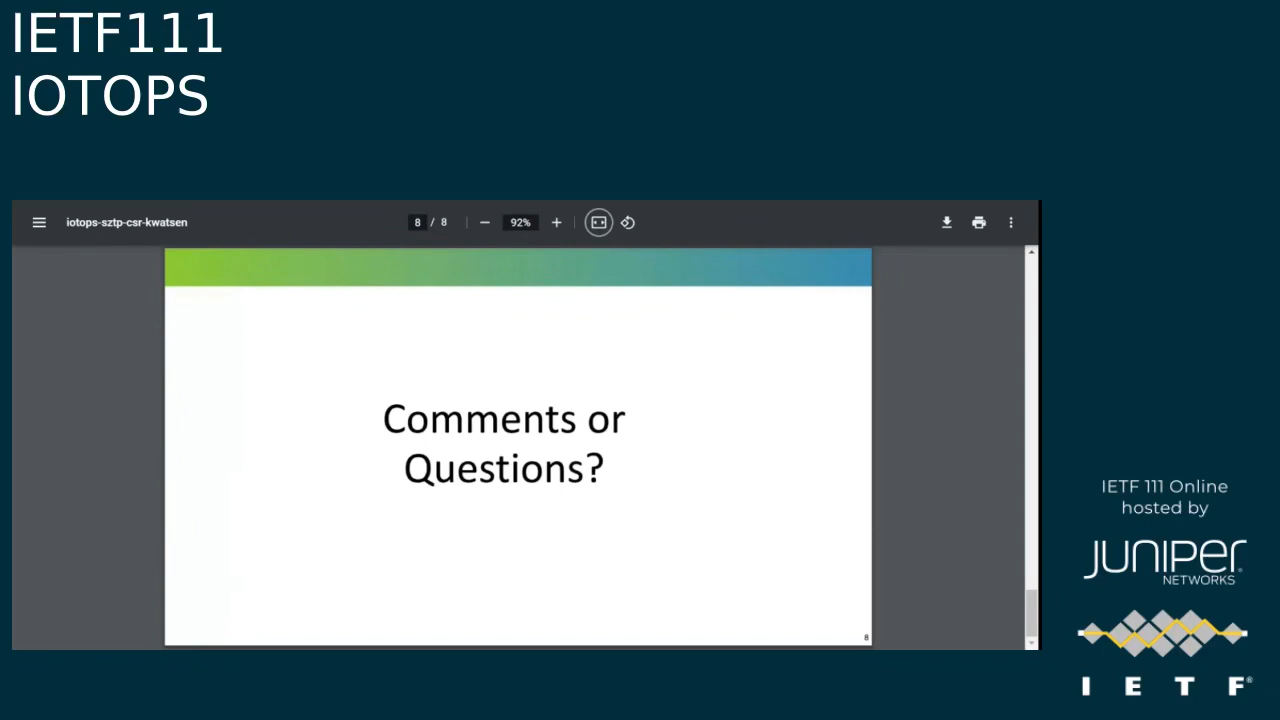 IETF111
IOTOPS
iotops-sztp-csr-kwatsen
8 / 8
92%
Comments or
Questions?
8
IETF 111 Online
hosted by
JUNIPER
NETWORKS
I E T F®